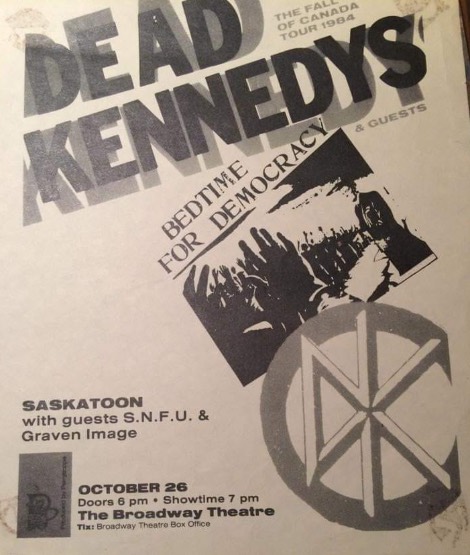 DEAD
KENNEDYS
THE FALL
OF CANADA
TOUR 1984
& GUESTS
BEDTIME
FOR DEMOCRACY
DK
SASKATOON
with guests S.N.F.U. &
Graven Image
OCTOBER 26
Doors 6 pm • Showtime 7 pm
The Broadway Theatre
Tix: Broadway Theatre Box Office